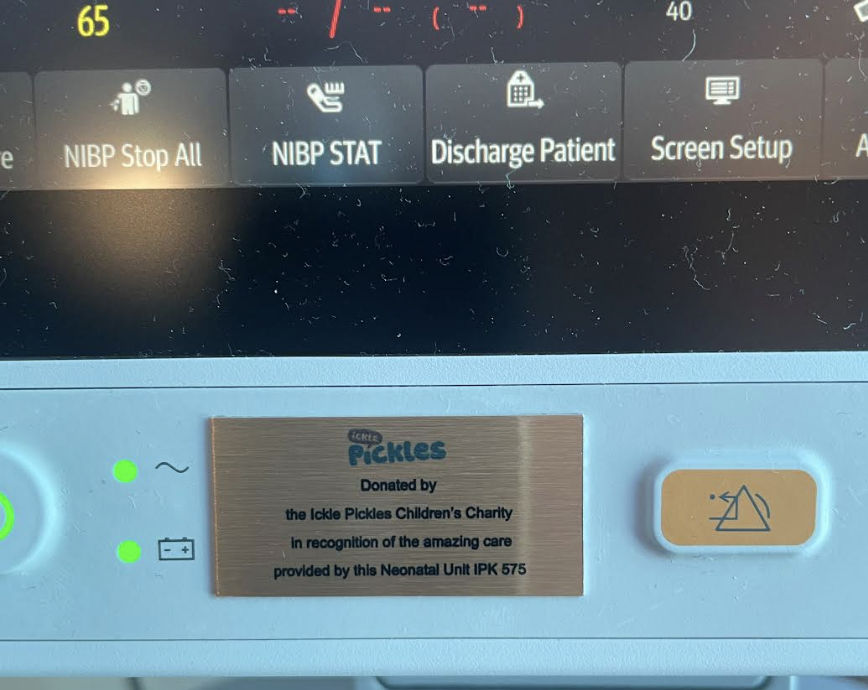 65 -- / -- ( -- ) 40
NIBP Stop All NIBP STAT Discharge Patient Screen Setup
ickle
Pickles
Donated by
the Ickle Pickles Children's Charity
in recognition of the amazing care
provided by this Neonatal Unit IPK 575